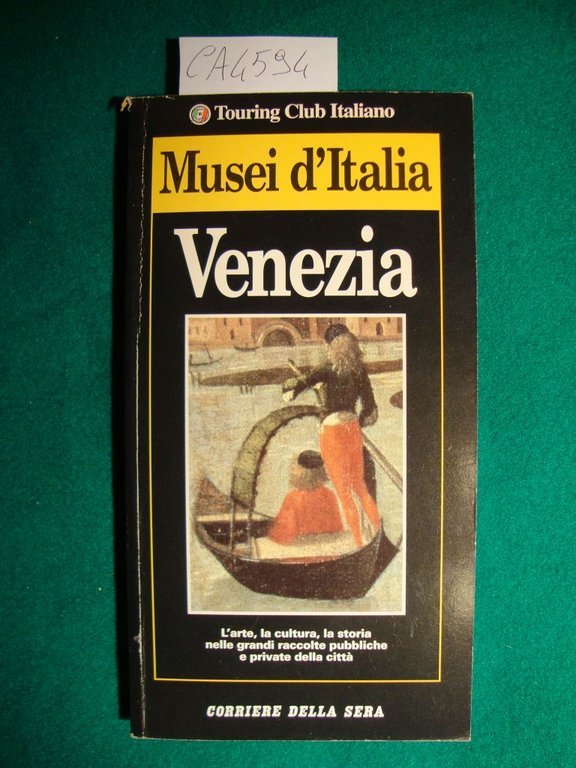 CA4594
Touring Club Italiano
Musei d'Italia
Venezia
L'arte, la cultura, la storia
nelle grandi raccolte pubbliche
e private della città
CORRIERE DELLA SERA